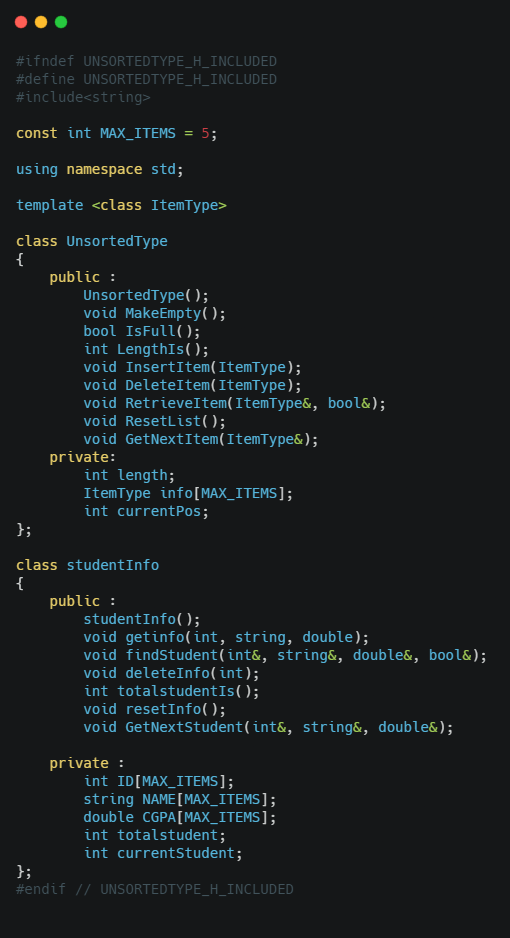 #ifndef UNSORTEDTYPE_H_INCLUDED
#define UNSORTEDTYPE_H_INCLUDED
#include<string>

const int MAX_ITEMS = 5;

using namespace std;

template <class ItemType>

class UnsortedType
{
    public :
        UnsortedType();
        void MakeEmpty();
        bool IsFull();
        int LengthIs();
        void InsertItem(ItemType);
        void DeleteItem(ItemType);
        void RetrieveItem(ItemType&, bool&);
        void ResetList();
        void GetNextItem(ItemType&);
    private:
        int length;
        ItemType info[MAX_ITEMS];
        int currentPos;
};

class studentInfo
{
    public :
        studentInfo();
        void getinfo(int, string, double);
        void findStudent(int&, string&, double&, bool&);
        void deleteInfo(int);
        int totalstudentIs();
        void resetInfo();
        void GetNextStudent(int&, string&, double&);

    private :
        int ID[MAX_ITEMS];
        string NAME[MAX_ITEMS];
        double CGPA[MAX_ITEMS];
        int totalstudent;
        int currentStudent;
};
#endif // UNSORTEDTYPE_H_INCLUDED